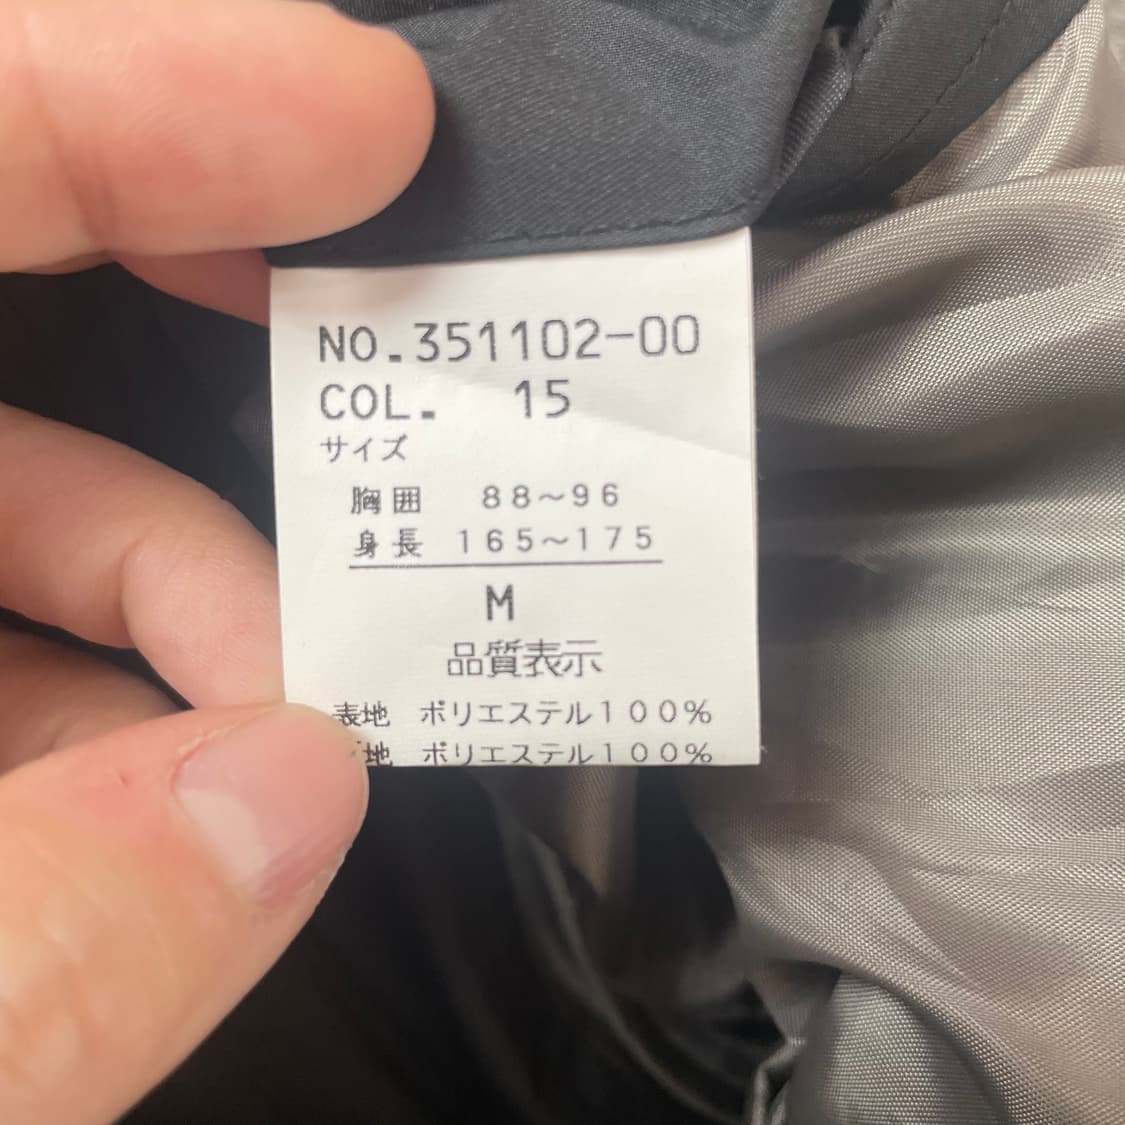 NO.351102-00
COL. 15
サイズ
胸囲 88~96
身長 165~175
M
品質表示
表地 ポリエステル100%
地 ポリエステル100%